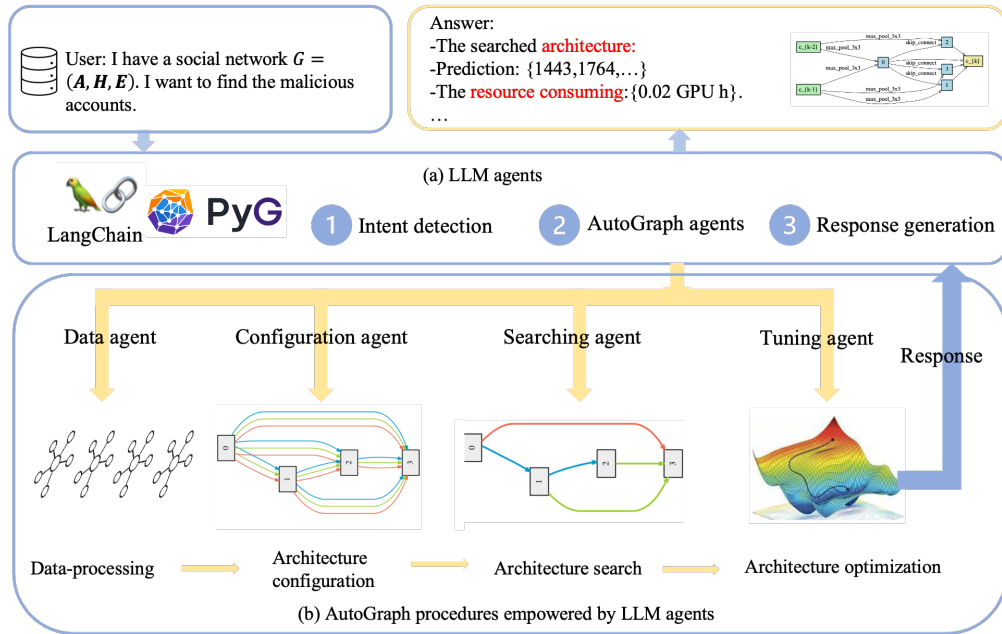 User: I have a social network G =
(A, H, E). I want to find the malicious
accounts.
Answer:
-The searched architecture:
-Prediction: {1443,1764,…}
-The resource consuming:{0.02 GPU h}.
…
c_{k-2}
c_{k-1}
max_pool_3x3
max_pool_3x3
max_pool_3x3
max_pool_3x3
max_pool_3x3
skip_connect
skip_connect
skip_connect
0
2
3
1
c_{k}
(a) LLM agents
LangChain
PyG
1 Intent detection
2 AutoGraph agents
3 Response generation
Data agent
Configuration agent
Searching agent
Tuning agent
Response
0
1
2
3
0
1
2
3
Data-processing
Architecture
configuration
Architecture search
Architecture optimization
(b) AutoGraph procedures empowered by LLM agents